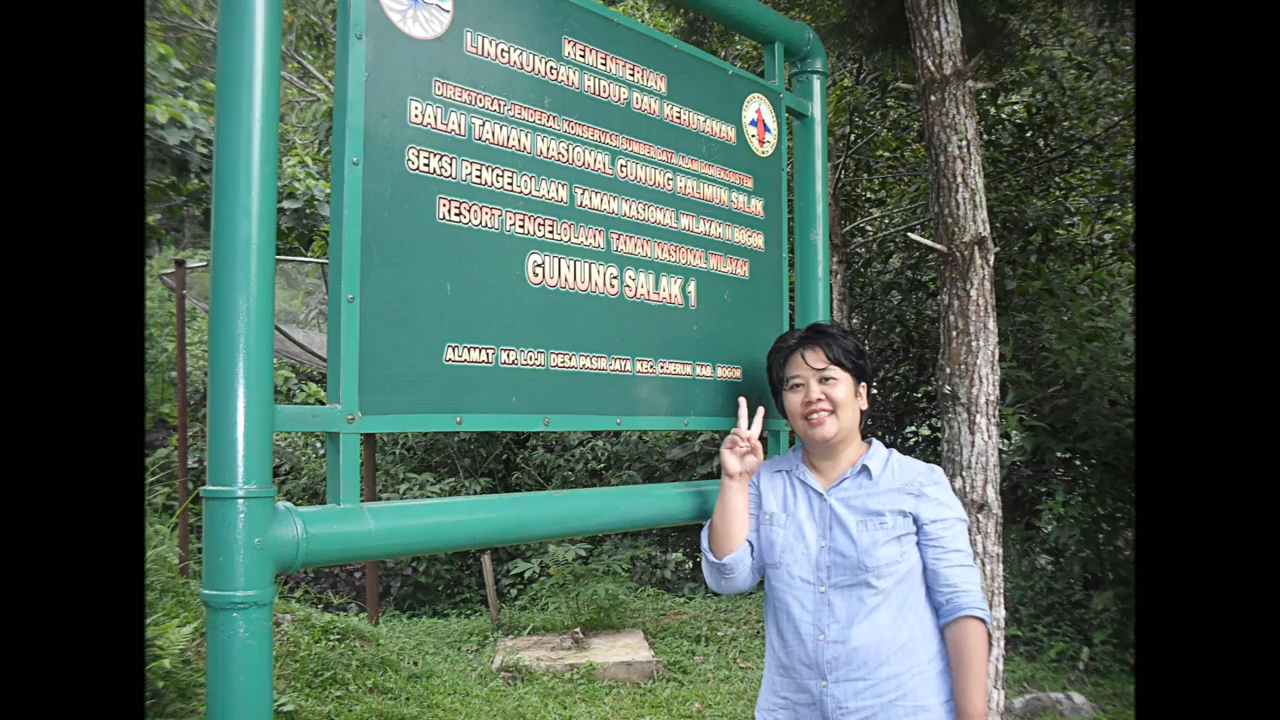 KEMENTERIAN
LINGKUNGAN HIDUP DAN KEHUTANAN
DIREKTORAT JENDERAL KONSERVASI SUMBER DAYA ALAM DAN EKOSISTEM
BALAI TAMAN NASIONAL GUNUNG HALIMUN SALAK
SEKSI PENGELOLAAN TAMAN NASIONAL WILAYAH II BOGOR
RESORT PENGELOLAAN TAMAN NASIONAL WILAYAH
GUNUNG SALAK 1
ALAMAT KP. LOJI DESA PASIR JAYA KEC. CIJERUK KAB. BOGOR